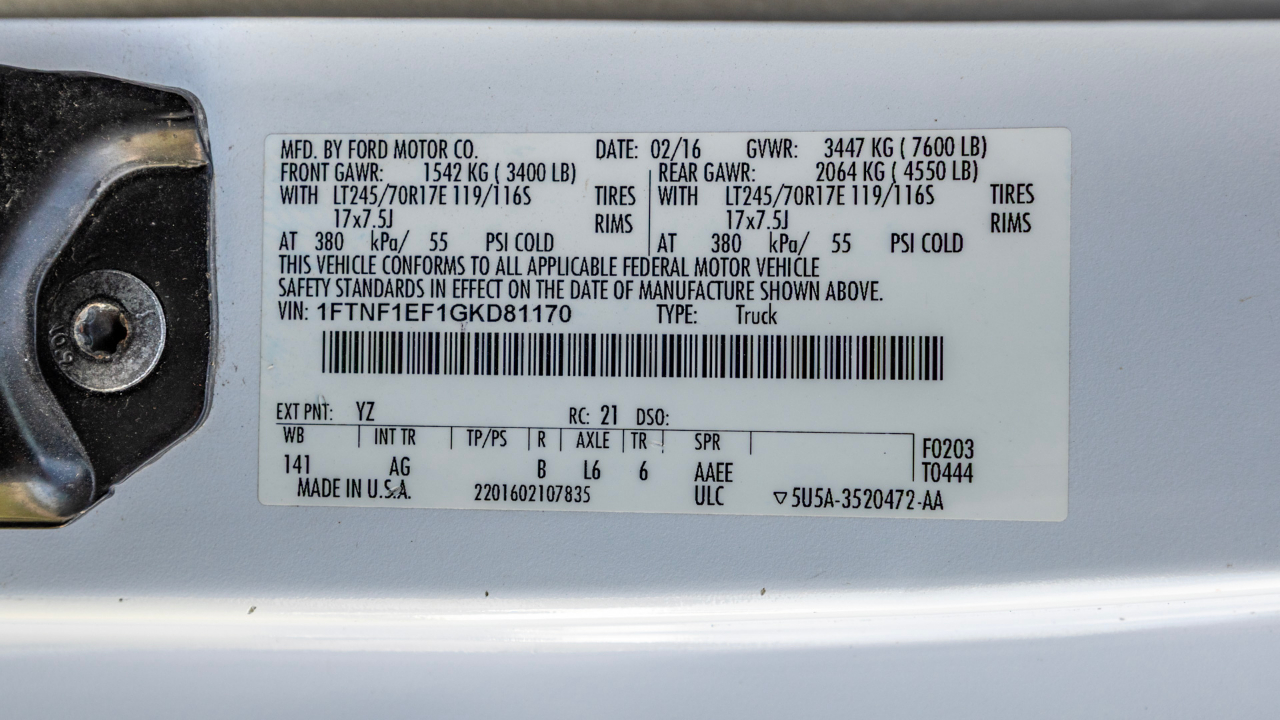 MFD. BY FORD MOTOR CO. DATE: 02/16 GVWR: 3447 KG ( 7600 LB)
FRONT GAWR: 1542 KG ( 3400 LB) REAR GAWR: 2064 KG ( 4550 LB)
WITH LT245/70R17E 119/116S TIRES WITH LT245/70R17E 119/116S TIRES
17x7.5J RIMS 17x7.5J RIMS
AT 380 kPa/ 55 PSI COLD AT 380 kPa/ 55 PSI COLD
THIS VEHICLE CONFORMS TO ALL APPLICABLE FEDERAL MOTOR VEHICLE
SAFETY STANDARDS IN EFFECT ON THE DATE OF MANUFACTURE SHOWN ABOVE.
VIN: 1FTNF1EF1GKD81170 TYPE: Truck
EXT PNT: YZ RC: 21 DSO:
WB INT TR TP/PS R AXLE TR SPR F0203
141 AG B L6 6 AAEE T0444
MADE IN U.S.A. 2201602107835 ULC ▽5U5A-3520472-AA